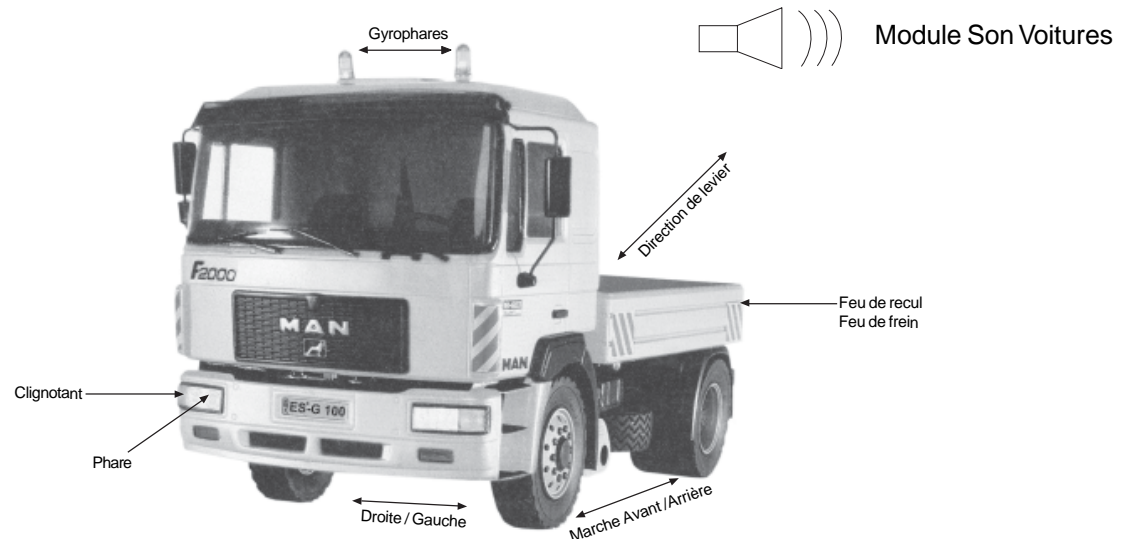 Gyrophares
Module Son Voitures
Direction de levier
F2000
MAN
MAN
Feu de recul
Feu de frein
Clignotant
ES-G 100
Phare
Droite / Gauche
Marche Avant /Arrière